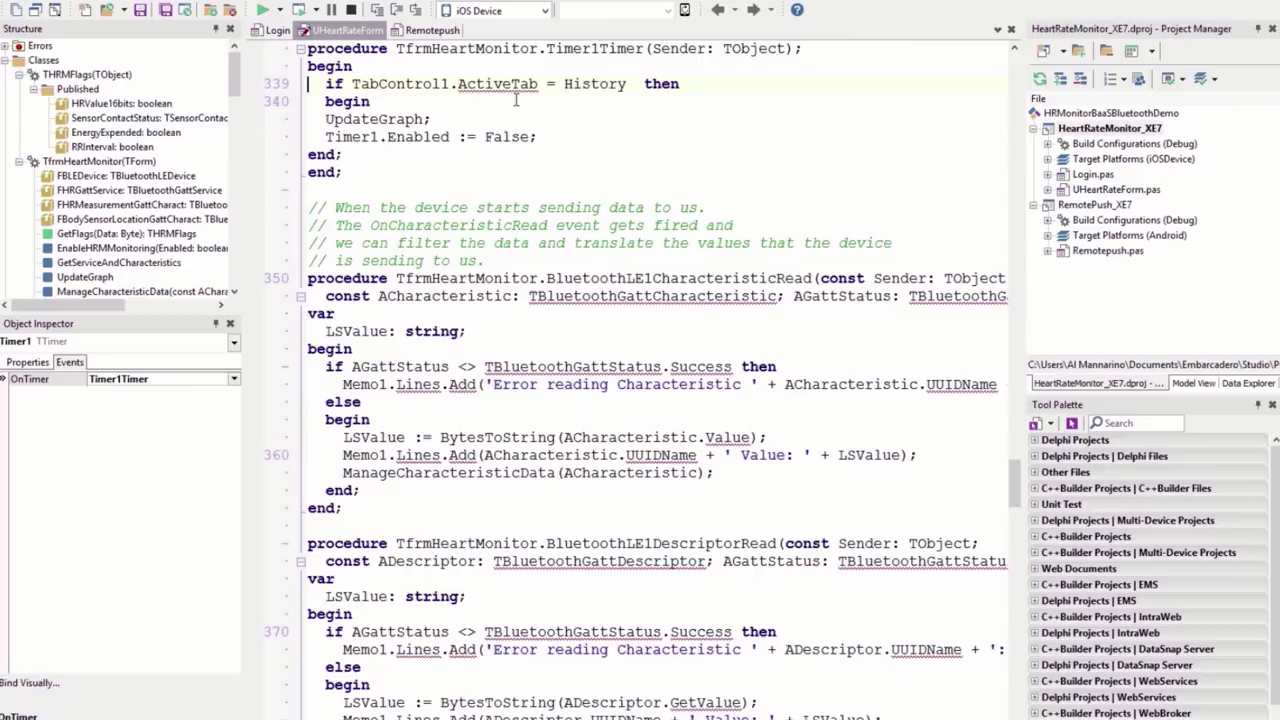 iOS Device
Structure
Errors
Classes
THRMFlags(TObject)
Published
HRValue16bits: boolean
SensorContactStatus: TSensorContac
EnergyExpended: boolean
RRInterval: boolean
TfrmHeartMonitor(TForm)
FBLEDevice: TBluetoothLEDevice
FHRGattService: TBluetoothGattService
FHRMeasurementGattCharact: TBluetoo
FBodySensorLocationGattCharact: TBlue
GetFlags(Data: Byte): THRMFlags
EnableHRMMonitoring(Enabled: boolean
GetServiceAndCharacteristics
UpdateGraph
ManageCharacteristicData(const AChara
Object Inspector
Timer1 TTimer
Properties Events
OnTimer Timer1Timer
Bind Visually...
OnTimer
Login UHeartRateForm Remotepush
procedure TfrmHeartMonitor.Timer1Timer(Sender: TObject);
begin
339 if TabControl1.ActiveTab = History then
340 begin
UpdateGraph;
Timer1.Enabled := False;
end;
end;
// When the device starts sending data to us.
// The OnCharacteristicRead event gets fired and
// we can filter the data and translate the values that the device
// is sending to us.
350 procedure TfrmHeartMonitor.BluetoothLE1CharacteristicRead(const Sender: TObject
const ACharacteristic: TBluetoothGattCharacteristic; AGattStatus: TBluetoothG
var
LSValue: string;
begin
if AGattStatus <> TBluetoothGattStatus.Success then
Memo1.Lines.Add('Error reading Characteristic ' + ACharacteristic.UUIDName
else
begin
LSValue := BytesToString(ACharacteristic.Value);
360 Memo1.Lines.Add(ACharacteristic.UUIDName + ' Value: ' + LSValue);
ManageCharacteristicData(ACharacteristic);
end;
end;
procedure TfrmHeartMonitor.BluetoothLE1DescriptorRead(const Sender: TObject;
const ADescriptor: TBluetoothGattDescriptor; AGattStatus: TBluetoothGattStatu
var
LSValue: string;
begin
370 if AGattStatus <> TBluetoothGattStatus.Success then
Memo1.Lines.Add('Error reading Characteristic ' + ADescriptor.UUIDName + ':
else
begin
LSValue := BytesToString(ADescriptor.GetValue);
Memo1.Lines.Add(ADescriptor.UUIDName + ' Value: ' + LSValue);
HeartRateMonitor_XE7.dproj - Project Manager
File
HRMonitorBaaSBluetoothDemo
HeartRateMonitor_XE7
Build Configurations (Debug)
Target Platforms (iOSDevice)
Login.pas
UHeartRateForm.pas
RemotePush_XE7
Build Configurations (Debug)
Target Platforms (Android)
Remotepush.pas
C:\Users\Al Mannarino\Documents\Embarcadero\Studio\P
HeartRateMonitor_XE7.dproj - ... Model View Data Explorer
Tool Palette
Search
Delphi Projects
Delphi Projects | Delphi Files
Other Files
C++Builder Projects | C++Builder Files
Unit Test
Delphi Projects | Multi-Device Projects
C++Builder Projects
C++Builder Projects | Multi-Device Projects
Web Documents
C++Builder Projects | EMS
Delphi Projects | EMS
C++Builder Projects | IntraWeb
Delphi Projects | IntraWeb
C++Builder Projects | DataSnap Server
Delphi Projects | DataSnap Server
C++Builder Projects | WebServices
Delphi Projects | WebServices
C++Builder Projects | WebBroker